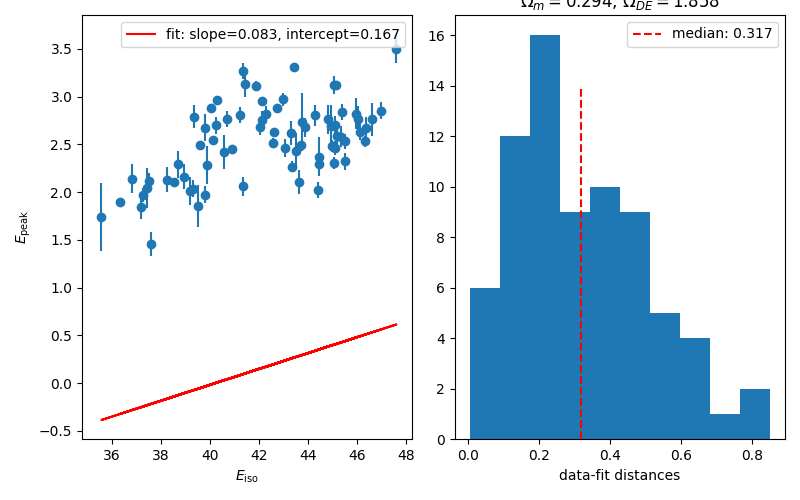 fit: slope=0.083, intercept=0.167
3.5
3.0
2.5
2.0
1.5
1.0
0.5
0.0
−0.5
E_peak
36 38 40 42 44 46 48
E_iso
Ω_m = 0.294, Ω_DE = 1.858
median: 0.317
16
14
12
10
8
6
4
2
0
0.0 0.2 0.4 0.6 0.8
data-fit distances